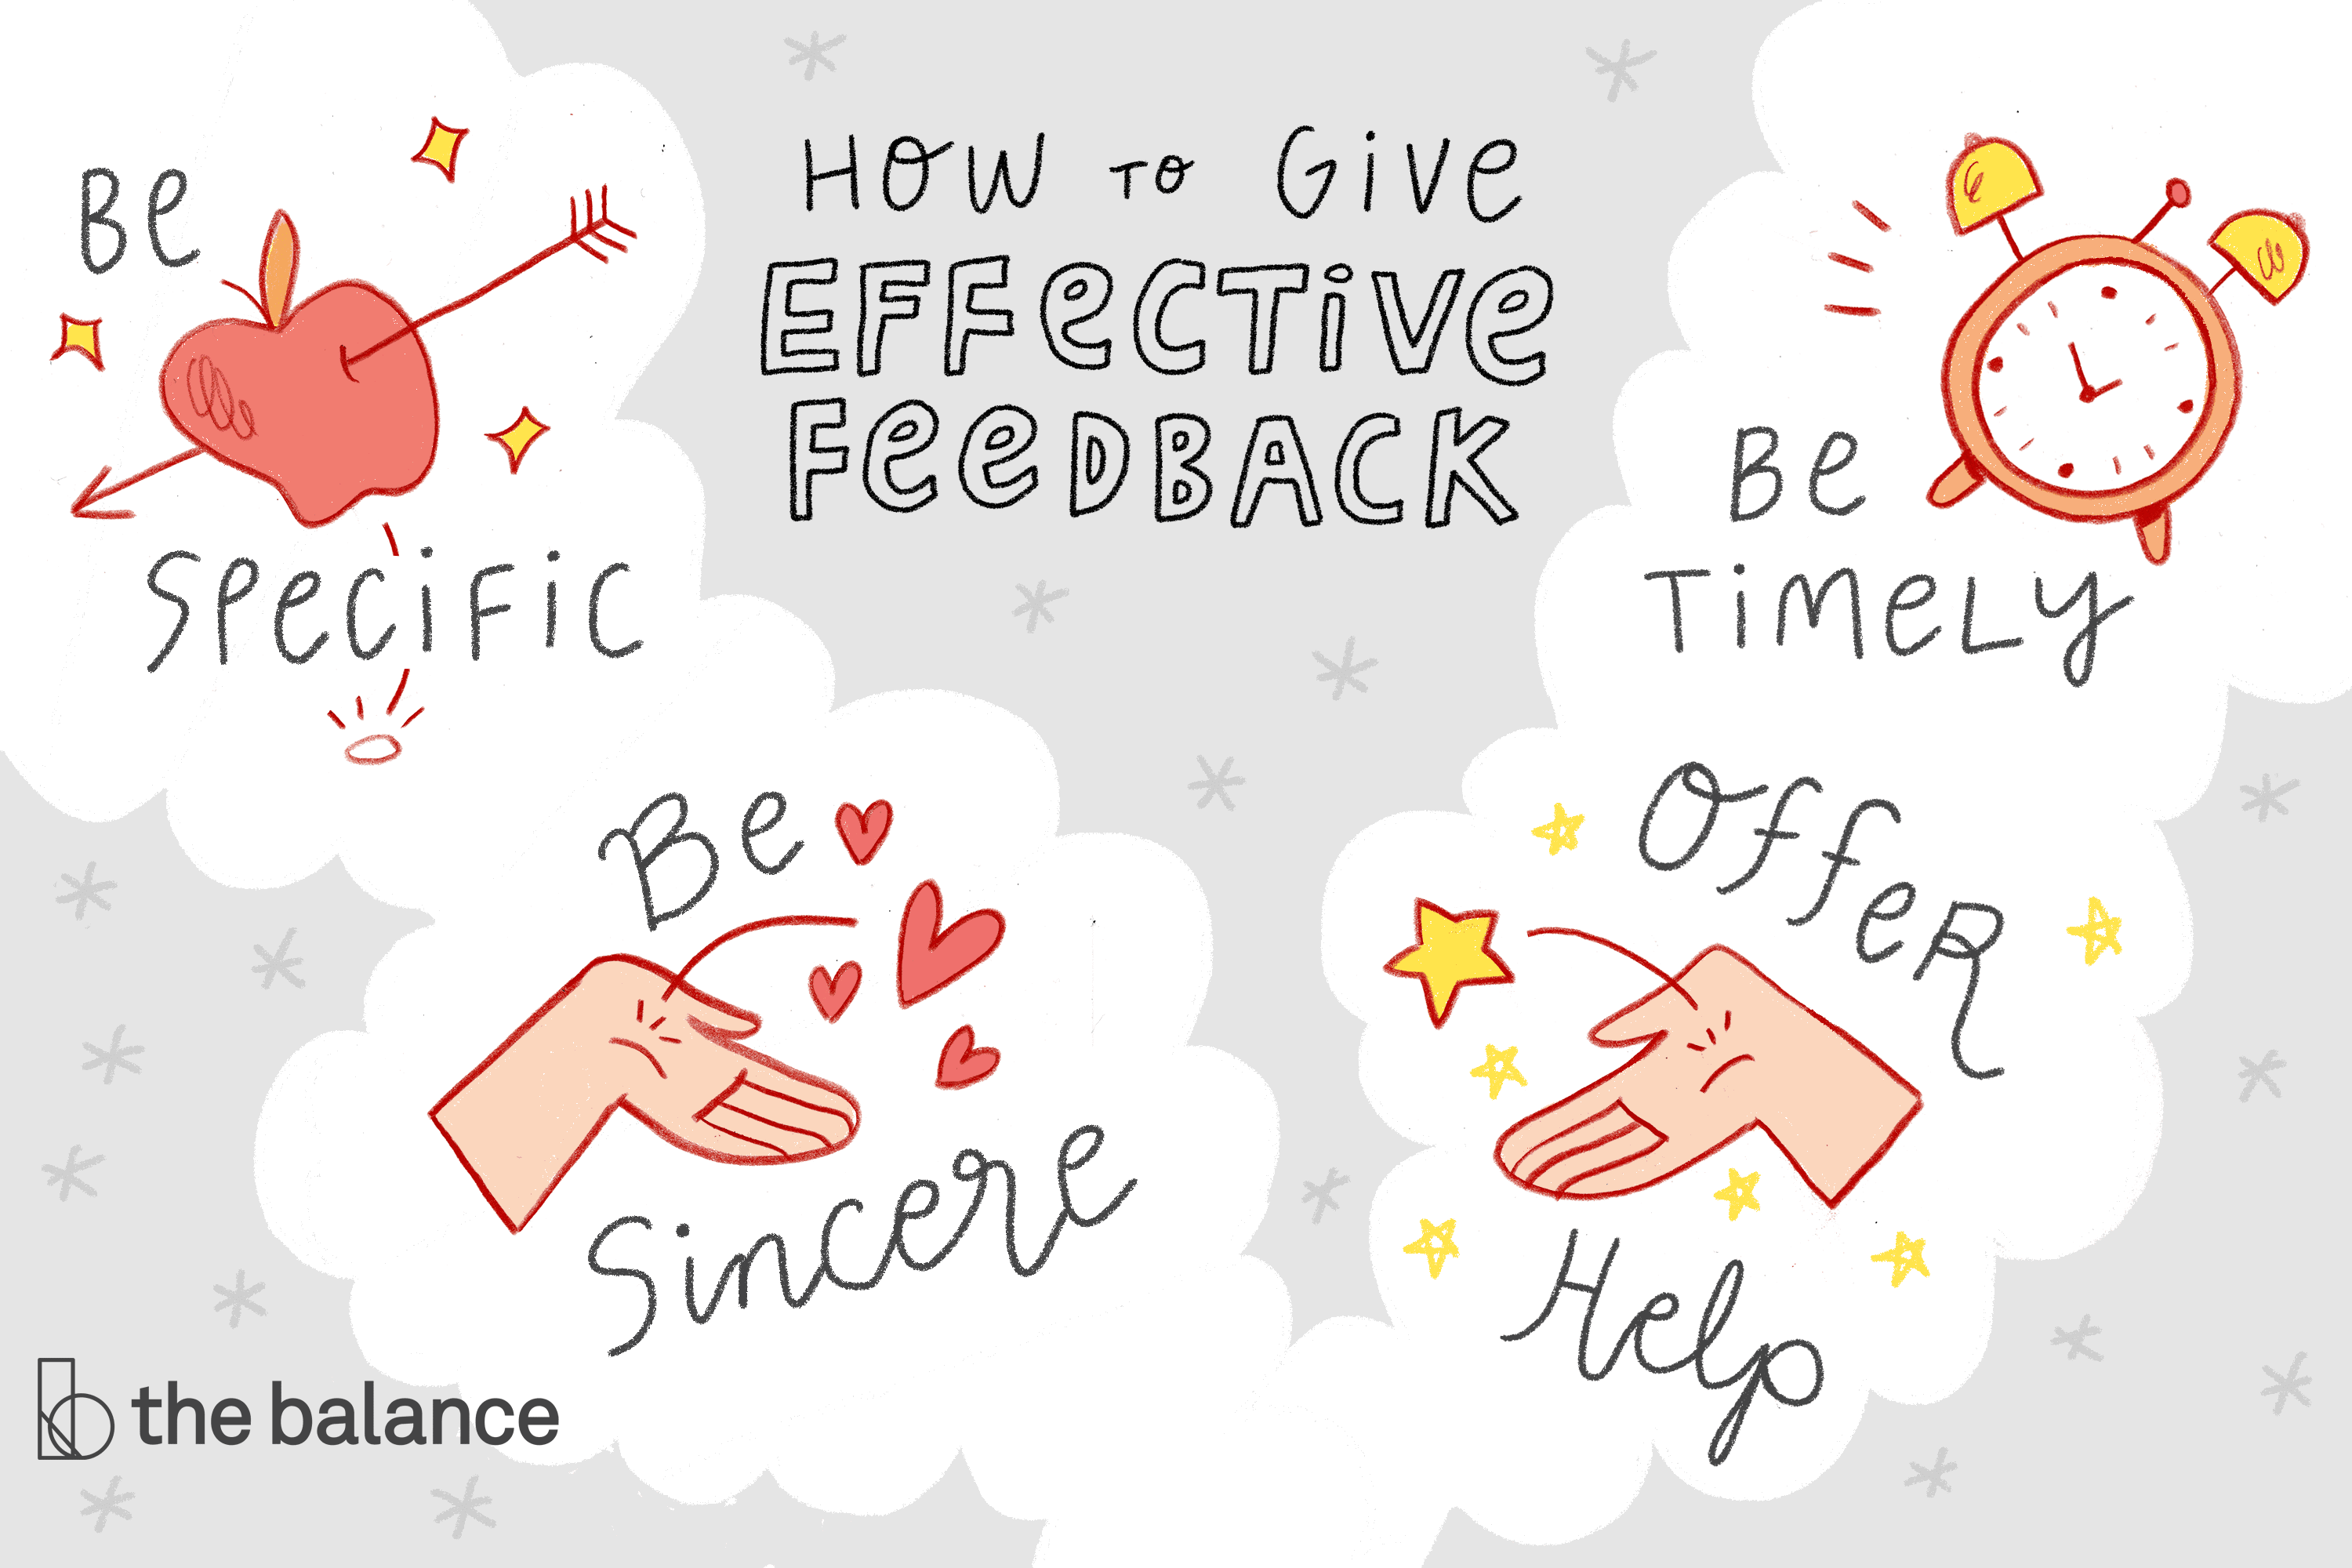 How to Give
Effective
Feedback
Be
Specific
Be
Timely
Be
Sincere
Offer
Help
the balance